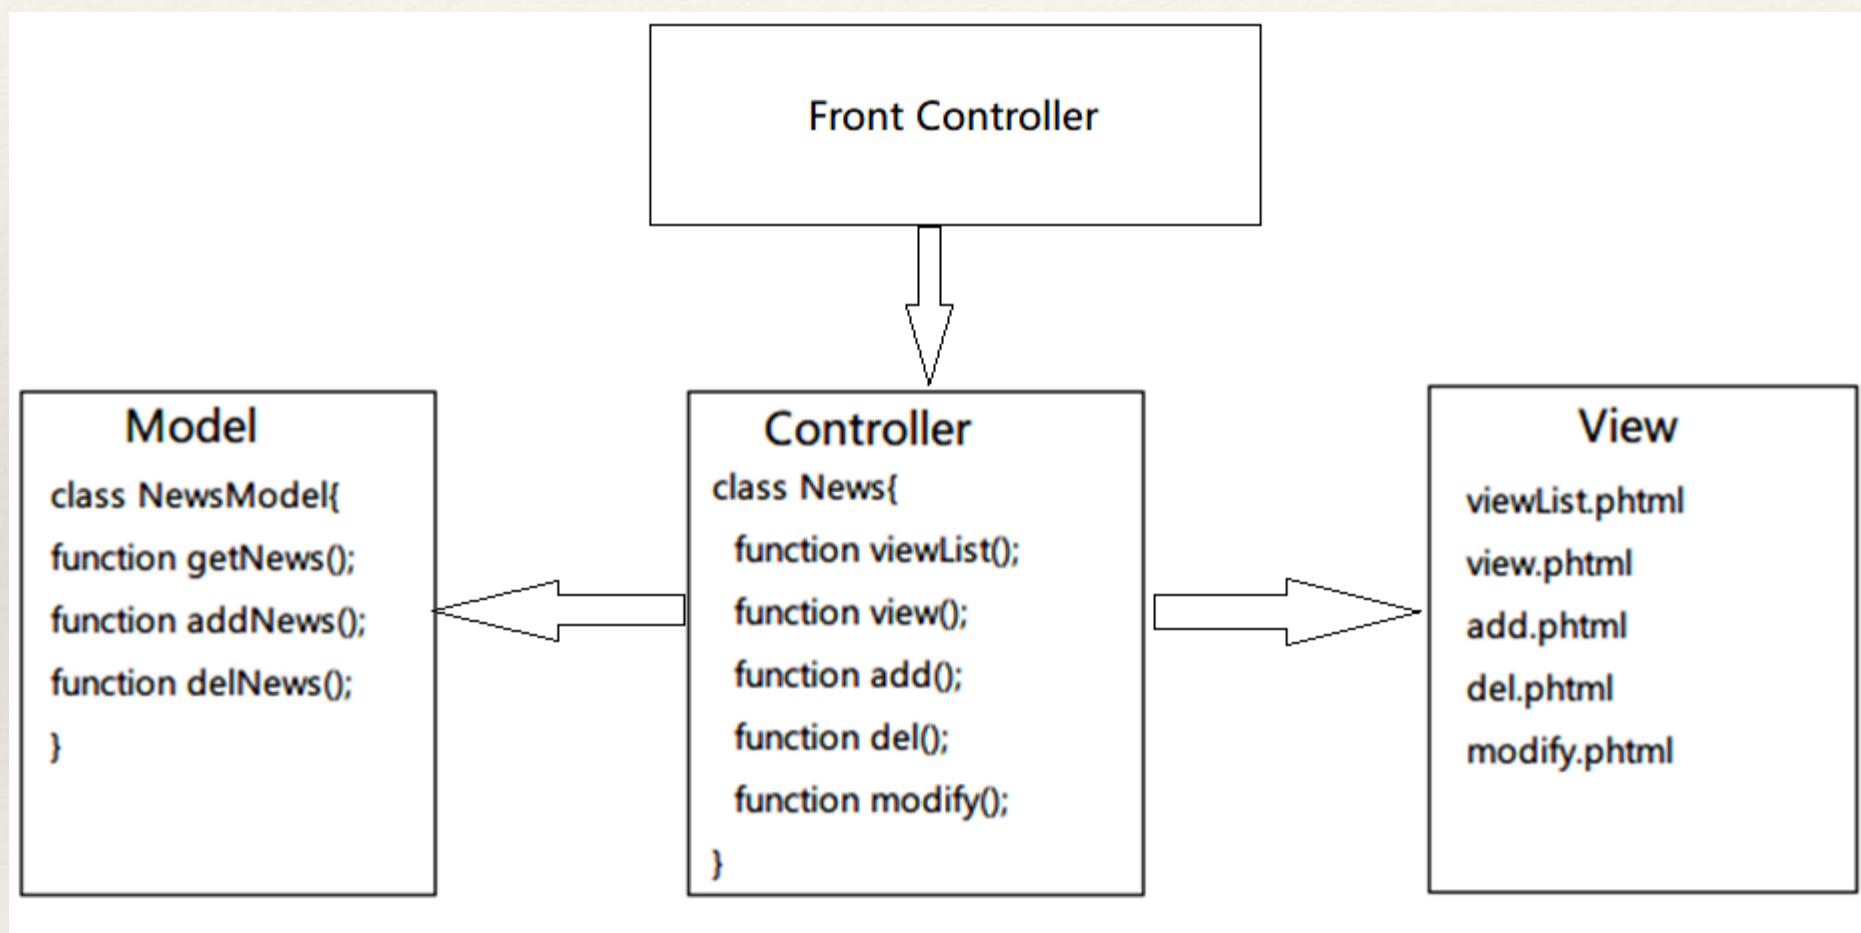 Front Controller
Model
class NewsModel{
function getNews();
function addNews();
function delNews();
}
Controller
class News{
function viewList();
function view();
function add();
function del();
function modify();
}
View
viewList.phtml
view.phtml
add.phtml
del.phtml
modify.phtml